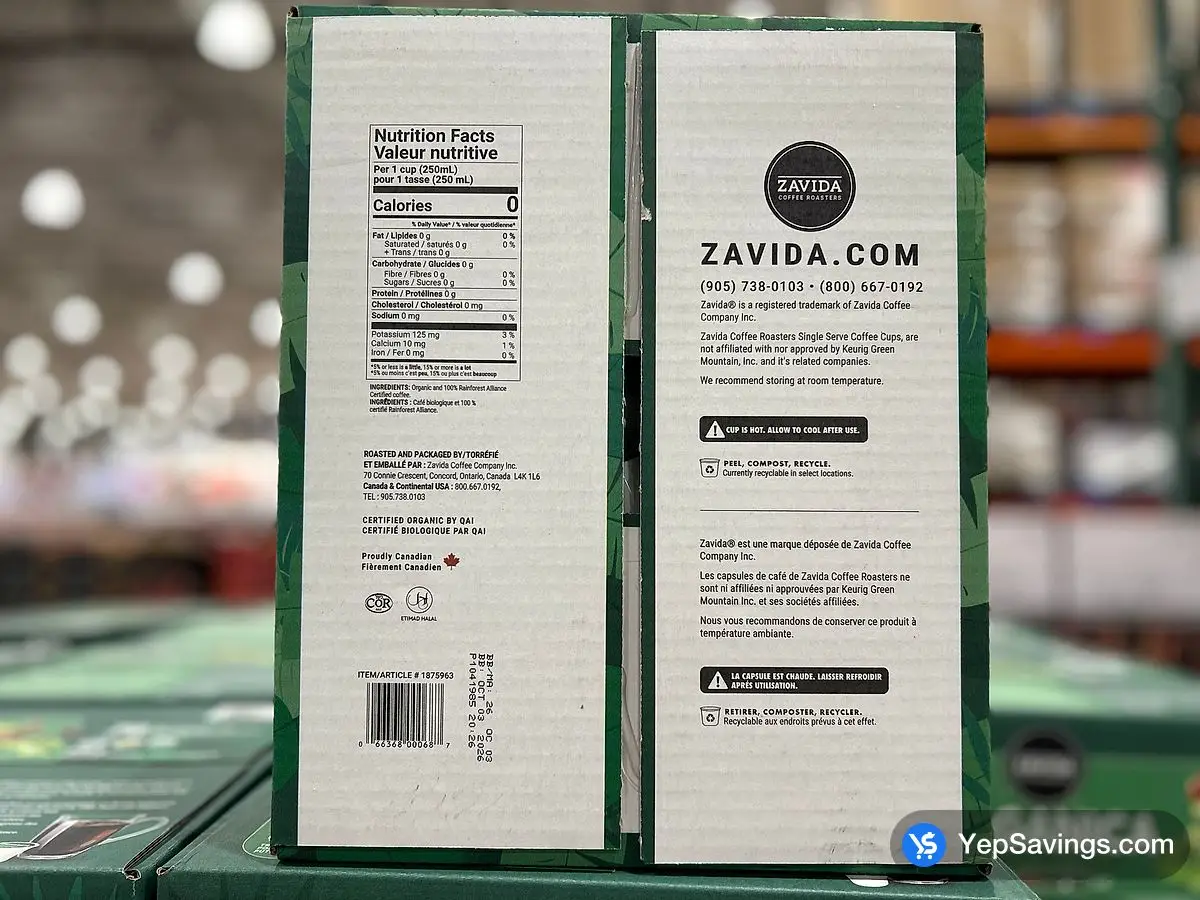 Nutrition Facts
Valeur nutritive
Per 1 cup (250mL)
pour 1 tasse (250 mL)
Calories 0
% Daily Value* / % valeur quotidienne*
Fat / Lipides 0 g 0 %
Saturated / saturés 0 g 0 %
+ Trans / trans 0 g
Carbohydrate / Glucides 0 g
Fibre / Fibres 0 g 0 %
Sugars / Sucres 0 g 0 %
Protein / Protéines 0 g
Cholesterol / Cholestérol 0 mg
Sodium 0 mg 0 %
Potassium 125 mg 3 %
Calcium 10 mg 1 %
Iron / Fer 0 mg 0 %
*5% or less is a little, 15% or more is a lot
*5% ou moins c'est peu, 15% ou plus c'est beaucoup
INGREDIENTS: Organic and 100% Rainforest Alliance
Certified coffee.
INGRÉDIENTS : Café biologique et 100 %
certifié Rainforest Alliance.
ROASTED AND PACKAGED BY/TORRÉFIÉ
ET EMBALLÉ PAR : Zavida Coffee Company Inc.
70 Connie Crescent, Concord, Ontario, Canada L4K 1L6
Canada & Continental USA : 800.667.0192,
TEL : 905.738.0103
CERTIFIED ORGANIC BY QAI
CERTIFIÉ BIOLOGIQUE PAR QAI
Proudly Canadian
Fièrement Canadien
COR
ETIMAD HALAL
ITEM/ARTICLE # 1875963
0 66368 00068 7
BB/MA: 26 OC 03
BB: OCT 03 2026
P1041985 20:26
ZAVIDA
COFFEE ROASTERS
ZAVIDA.COM
(905) 738-0103 • (800) 667-0192
Zavida® is a registered trademark of Zavida Coffee
Company Inc.
Zavida Coffee Roasters Single Serve Coffee Cups, are
not affiliated with nor approved by Keurig Green
Mountain, Inc. and it's related companies.
We recommend storing at room temperature.
CUP IS HOT. ALLOW TO COOL AFTER USE.
PEEL, COMPOST, RECYCLE.
Currently recyclable in select locations.
Zavida® est une marque déposée de Zavida Coffee
Company Inc.
Les capsules de café de Zavida Coffee Roasters ne
sont ni affiliées ni approuvées par Keurig Green
Mountain Inc. et ses sociétés affiliées.
Nous vous recommandons de conserver ce produit à
température ambiante.
LA CAPSULE EST CHAUDE. LAISSER REFROIDIR
APRÉS UTILISATION.
RETIRER, COMPOSTER, RECYCLER.
Recyclable aux endroits prévus à cet effet.
YepSavings.com